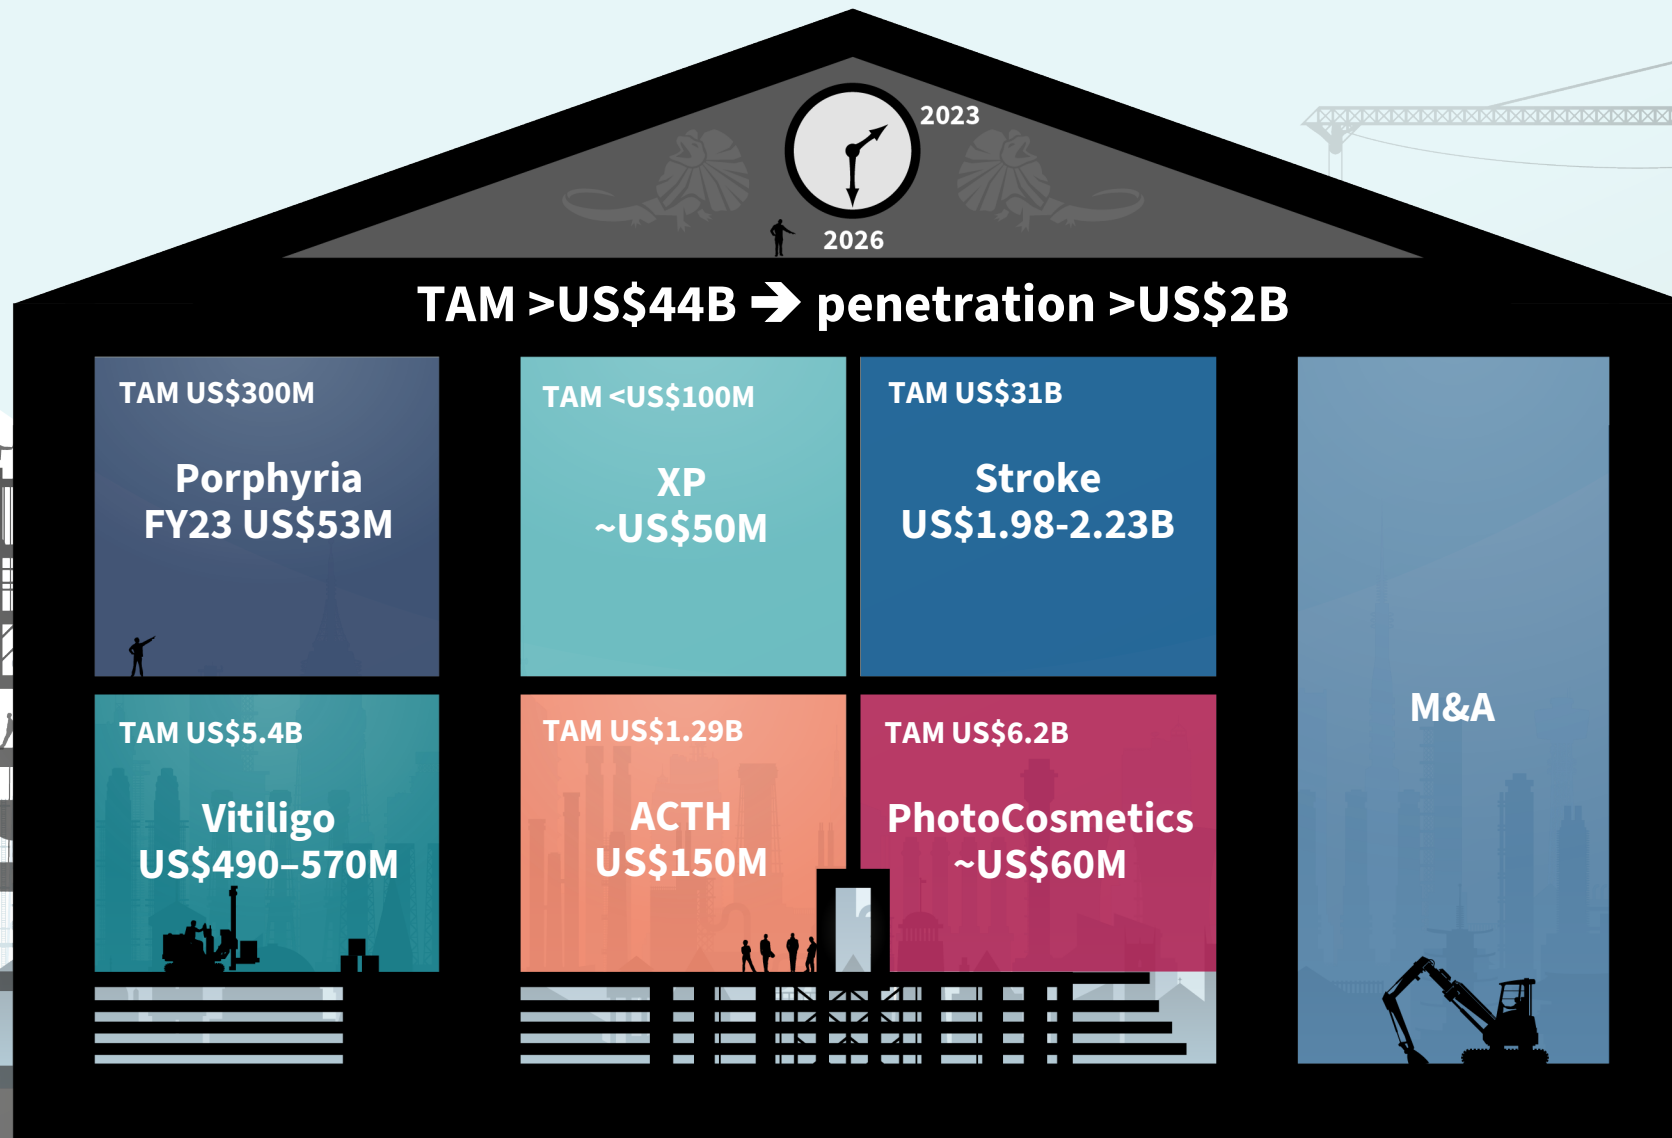 2023
2026
TAM >US$44B → penetration >US$2B
TAM US$300M
Porphyria
FY23 US$53M
TAM <US$100M
XP
~US$50M
TAM US$31B
Stroke
US$1.98-2.23B
TAM US$5.4B
Vitiligo
US$490–570M
TAM US$1.29B
ACTH
US$150M
TAM US$6.2B
PhotoCosmetics
~US$60M
M&A